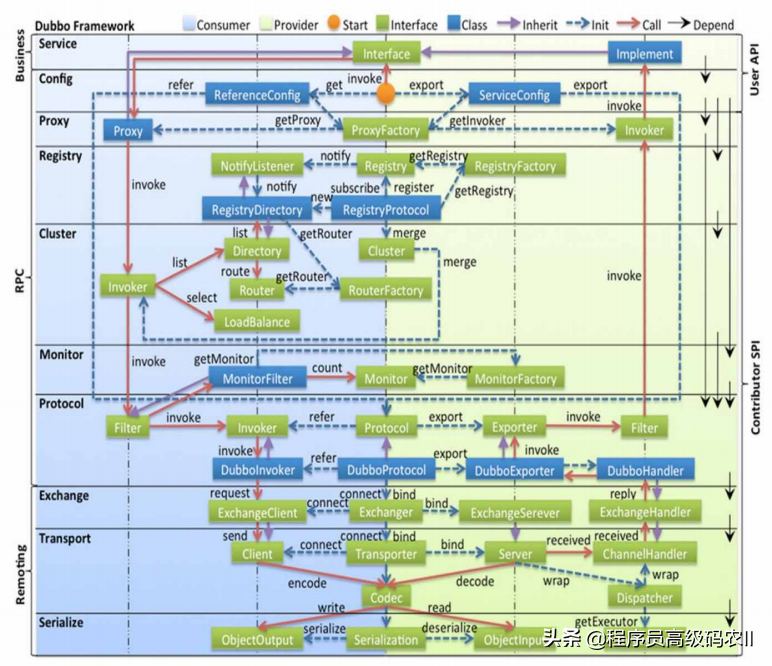 Dubbo Framework Consumer Provider Start Interface Class Inherit Init Call Depend
Business
Service
Interface
Implement
User API
Config
invoke
refer
ReferenceConfig
get
export
ServiceConfig
export
invoke
Proxy
Proxy
getProxy
ProxyFactory
getInvoker
Invoker
RPC
Registry
NotifyListener
notify
Registry
getRegistry
RegistryFactory
invoke
notify
subscribe
register
getRegistry
RegistryDirectory
new
RegistryProtocol
Cluster
list
getRouter
merge
Directory
Cluster
list
merge
route
getRouter
invoke
Invoker
Router
RouterFactory
select
LoadBalance
Contributor SPI
Monitor
invoke
getMonitor
MonitorFilter
count
Monitor
getMonitor
MonitorFactory
Protocol
Filter
invoke
Invoker
refer
Protocol
export
Exporter
invoke
Filter
invoke
invoke
DubboInvoker
refer
DubboProtocol
export
DubboExporter
DubboHandler
Remoting
Exchange
request
connect
bind
reply
ExchangeClient
connect
Exchanger
bind
ExchangeSerever
ExchangeHandler
Transport
send
connect
bind
received
received
Client
connect
Transporter
bind
Server
ChannelHandler
encode
decode
wrap
wrap
Codec
Dispatcher
write
read
Serialize
getExecutor
ObjectOutput
serialize
Serialization
deserialize
ObjectInput
头条 @程序员高级码农II